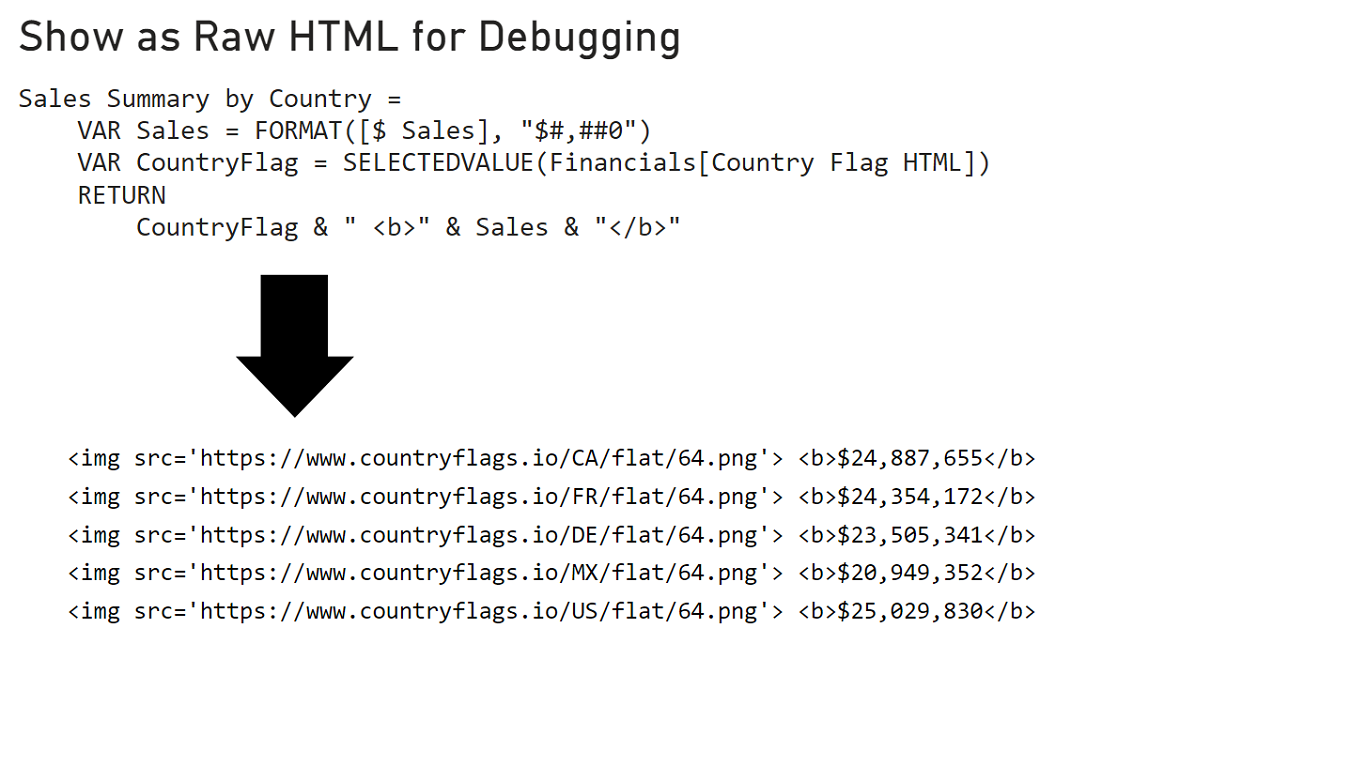 Show as Raw HTML for Debugging
Sales Summary by Country =
    VAR Sales = FORMAT([$ Sales], "$#,##0")
    VAR CountryFlag = SELECTEDVALUE(Financials[Country Flag HTML])
    RETURN
        CountryFlag & " <b>" & Sales & "</b>"
<img src='https://www.countryflags.io/CA/flat/64.png'> <b>$24,887,655</b>
<img src='https://www.countryflags.io/FR/flat/64.png'> <b>$24,354,172</b>
<img src='https://www.countryflags.io/DE/flat/64.png'> <b>$23,505,341</b>
<img src='https://www.countryflags.io/MX/flat/64.png'> <b>$20,949,352</b>
<img src='https://www.countryflags.io/US/flat/64.png'> <b>$25,029,830</b>